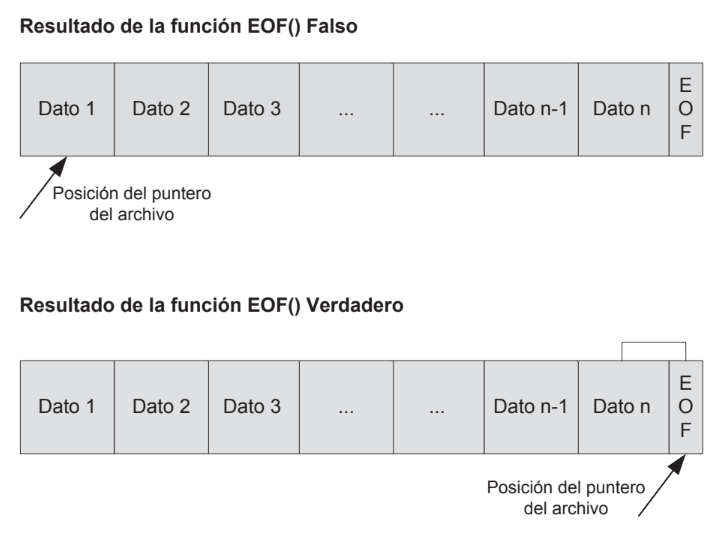 Resultado de la función EOF() Falso
Dato 1 Dato 2 Dato 3 ... ... Dato n-1 Dato n E O F
Posición del puntero
del archivo
Resultado de la función EOF() Verdadero
Dato 1 Dato 2 Dato 3 ... ... Dato n-1 Dato n E O F
Posición del puntero
del archivo